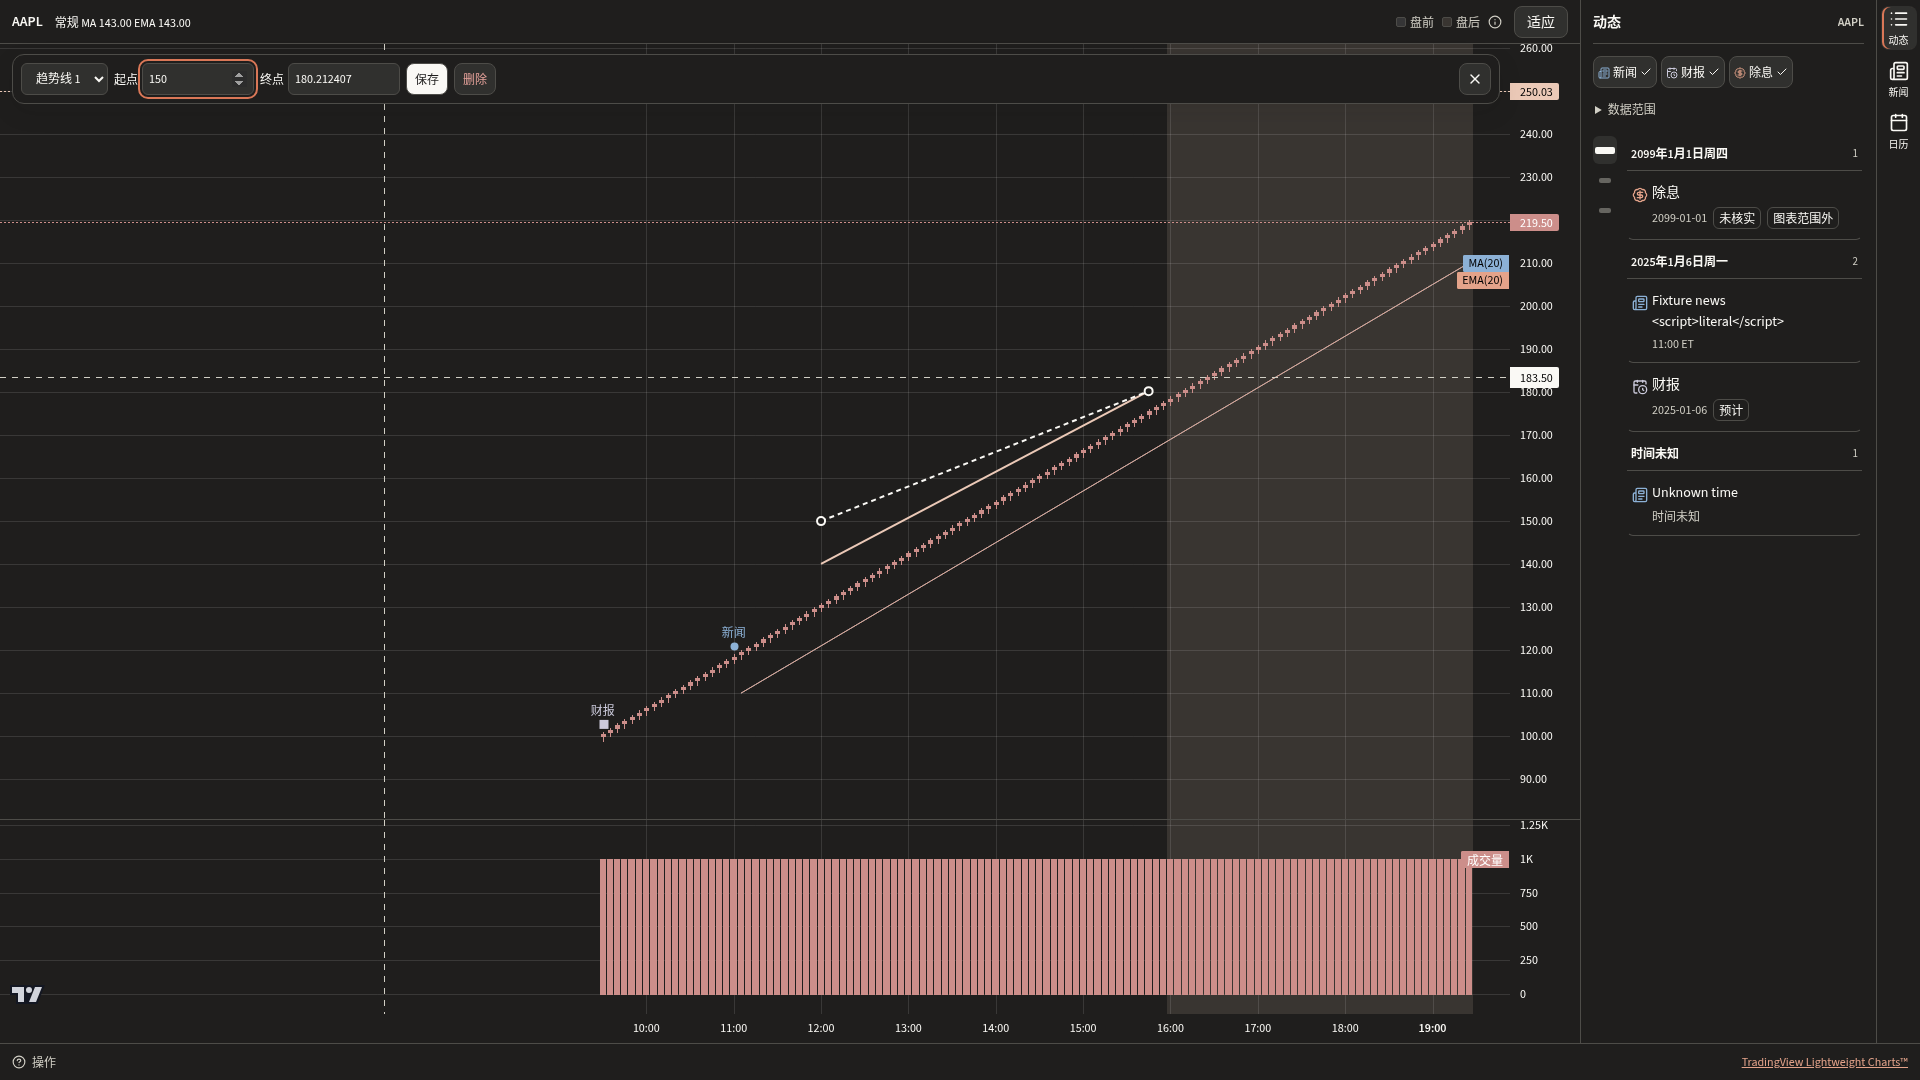 AAPL 常规 MA 143.00 EMA 143.00
盘前 盘后 适应
趋势线 1 起点 150 终点 180.212407 保存 删除
260.00
250.03
240.00
230.00
219.50
MA(20) 210.00
EMA(20)
200.00
190.00
183.50
180.00
170.00
160.00
150.00
140.00
130.00
新闻
120.00
110.00
财报
100.00
90.00
1.25K
成交量 1K
750
500
250
0
10:00 11:00 12:00 13:00 14:00 15:00 16:00 17:00 18:00 19:00
操作
TradingView Lightweight Charts™
动态 AAPL
新闻 财报 除息
数据范围
2099年1月1日周四 1
除息
2099-01-01 未核实 图表范围外
2025年1月6日周一 2
Fixture news
<script>literal</script>
11:00 ET
财报
2025-01-06 预计
时间未知 1
Unknown time
时间未知
动态
新闻
日历